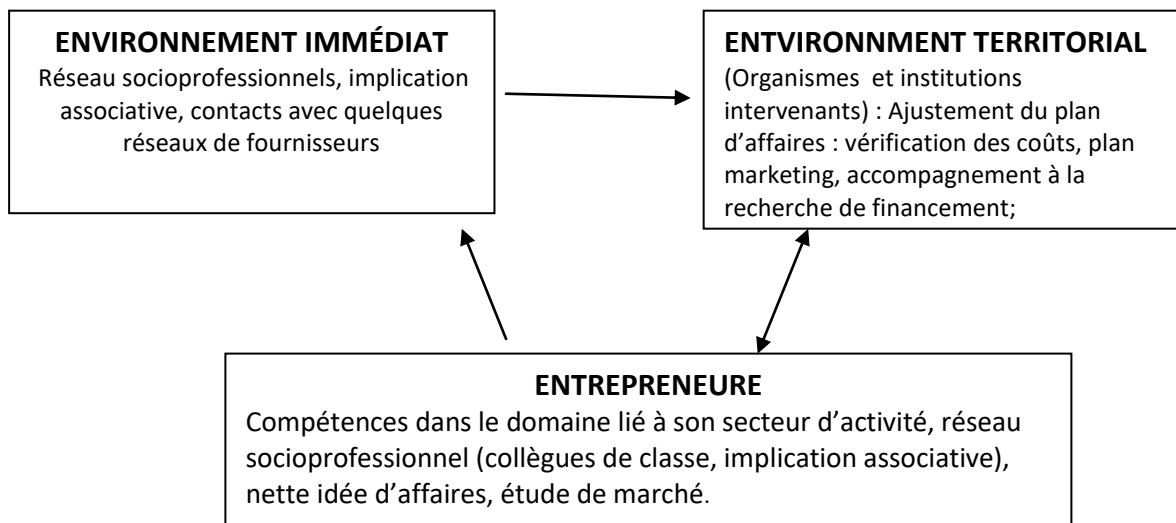 ENVIRONNEMENT IMMÉDIAT
Réseau socioprofessionnels, implication
associative, contacts avec quelques
réseaux de fournisseurs
ENTVIRONNMENT TERRITORIAL
(Organismes et institutions
intervenants) : Ajustement du plan
d’affaires : vérification des coûts, plan
marketing, accompagnement à la
recherche de financement;
ENTREPRENEURE
Compétences dans le domaine lié à son secteur d’activité, réseau
socioprofessionnel (collègues de classe, implication associative),
nette idée d’affaires, étude de marché.